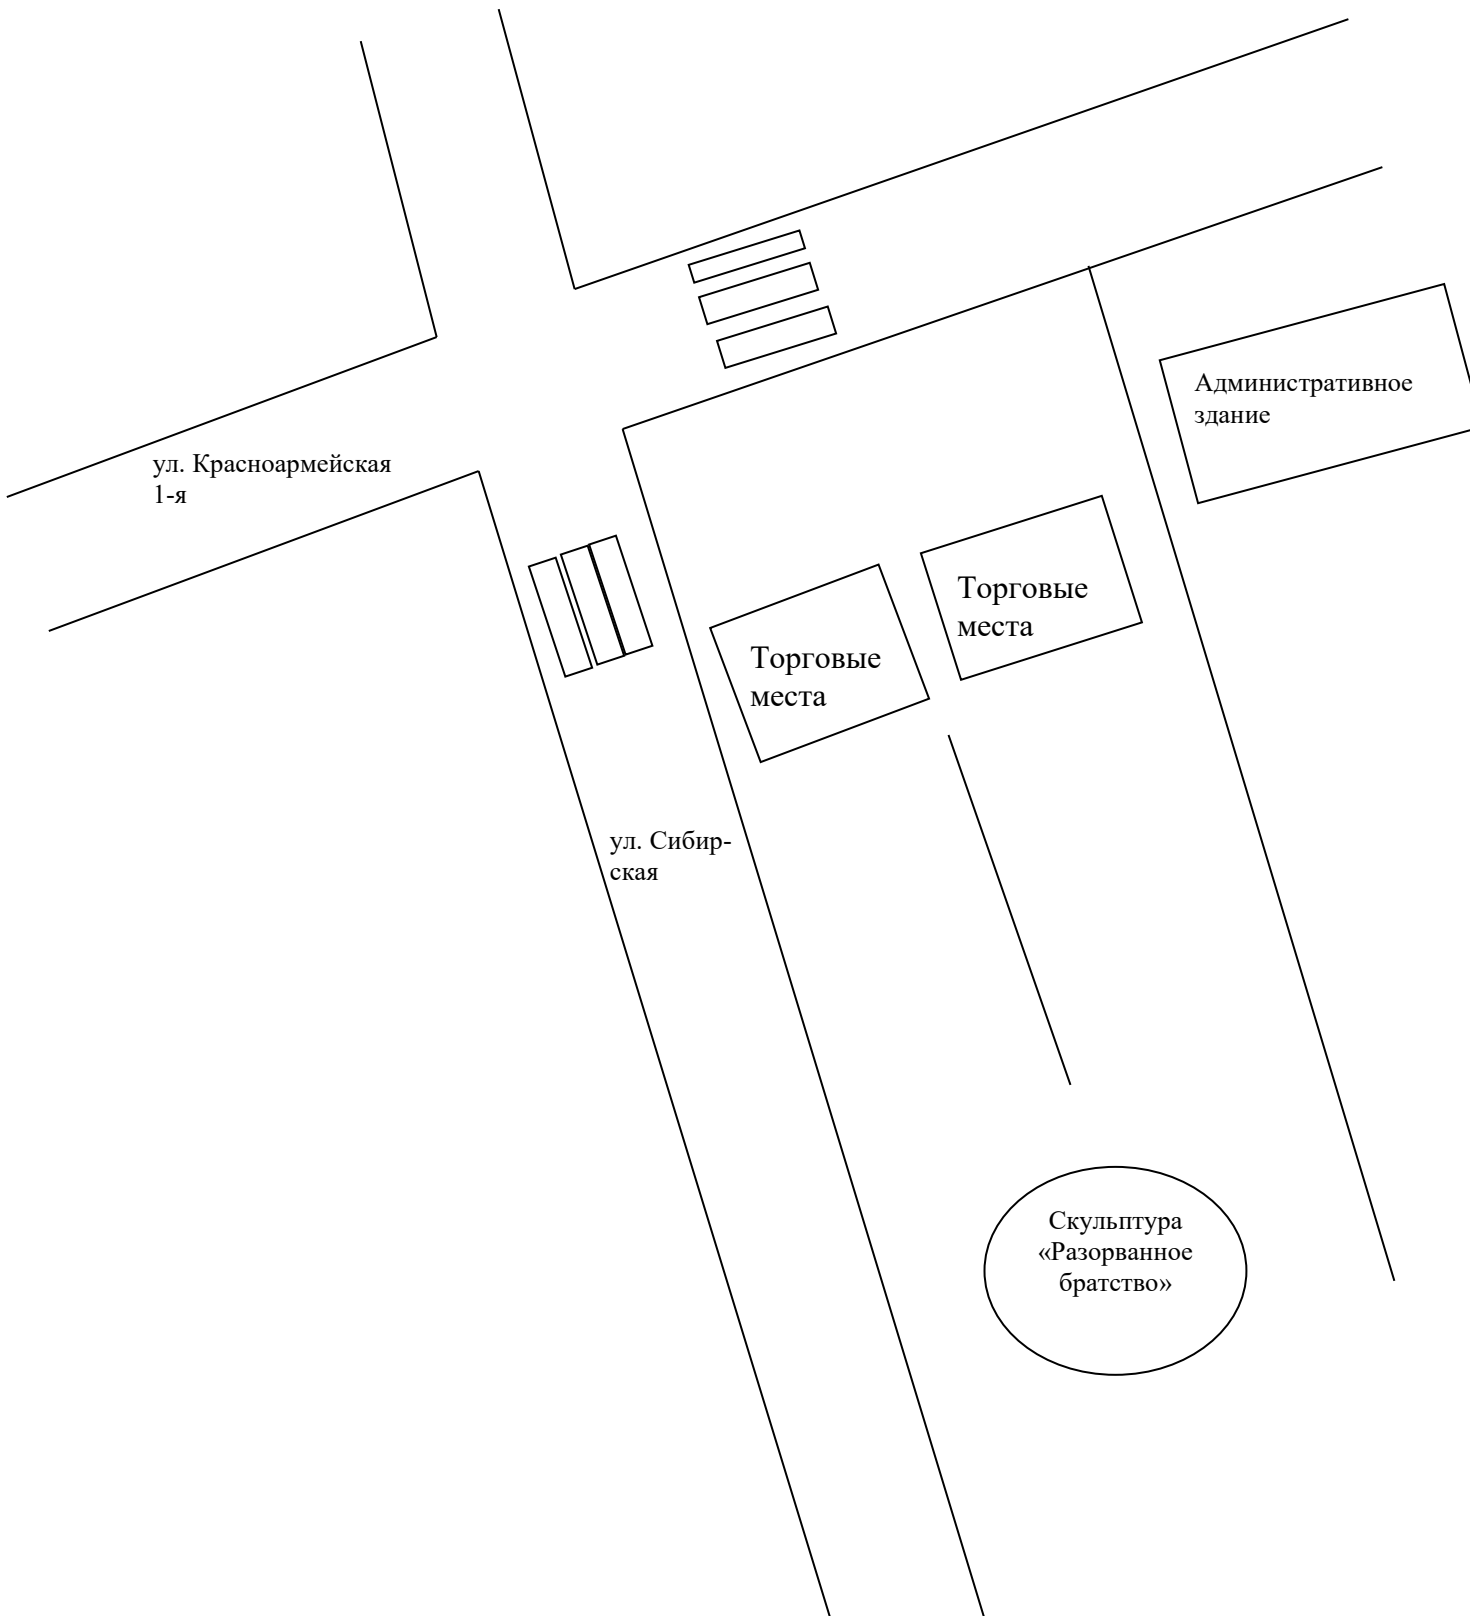 Административное
здание
ул. Красноармейская
1-я
Торговые
места
Торговые
места
ул. Сибир-
ская
Скульптура
«Разорванное
братство»